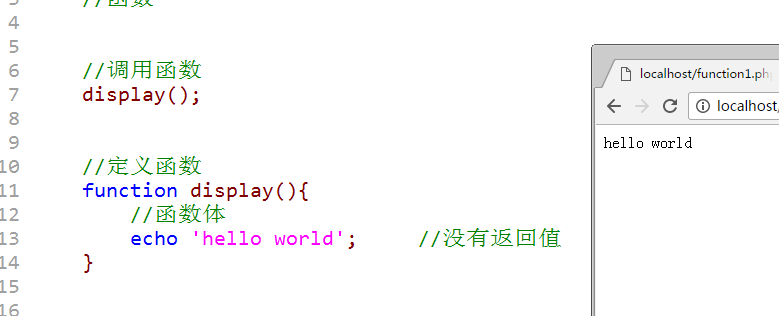 3 //函数
4
5
6 //调用函数
7 display();
8
9
10 //定义函数
11 function display(){
12 //函数体
13 echo 'hello world'; //没有返回值
14 }
15
16
localhost/function1.ph
localhost/
hello world